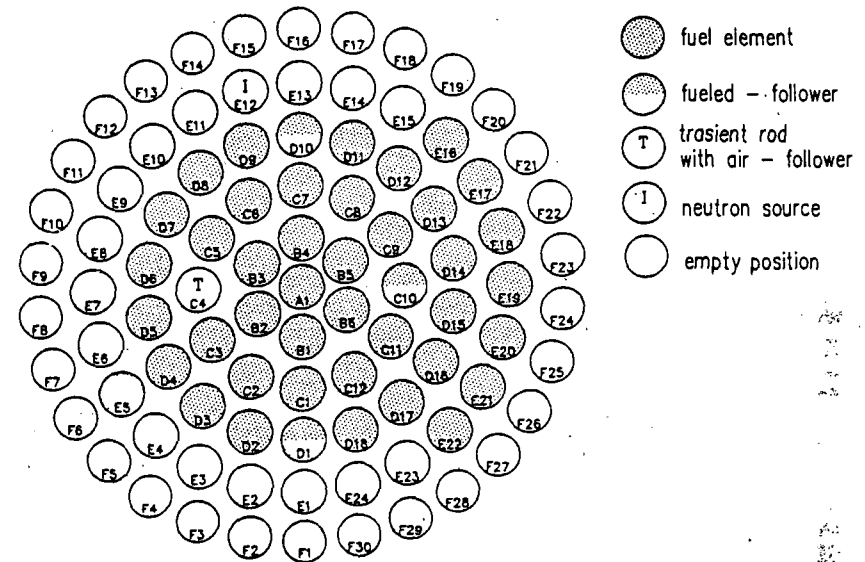 F16
F15
F17
F14
F18
F13
I
E12
E13
E14
F19
F12
E11
E15
F20
D10
E10
D9
D11
E16
F11
F21
D8
D12
E9
C7
E17
F10
D7
C6
C8
D13
F22
E8
C5
B4
C9
E18
F9
D6
B3
B5
D14
F23
T
C4
E7
A1
C10
E19
F8
D5
B2
B6
D15
F24
E6
C3
B1
C11
E20
F7
D4
D16
F25
E5
C2
C1
C12
E21
F6
D3
D17
F26
E4
D2
D1
D18
E22
F5
E3
E23
F27
F4
E2
E1
E24
F28
F3
F29
F2
F1
F30
fuel element
fueled - follower
T
trasient rod
with air - follower
I
neutron source
empty position